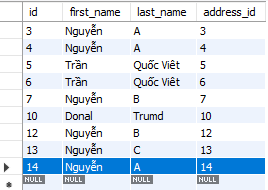 id first_name last_name address_id
3 Nguyễn A 3
4 Nguyễn A 4
5 Trần Quốc Viêt 5
6 Trần Quốc Viêt 6
7 Nguyễn B 7
10 Donal Trumd 10
12 Nguyễn B 12
13 Nguyễn C 13
14 Nguyễn A 14
NULL NULL NULL NULL